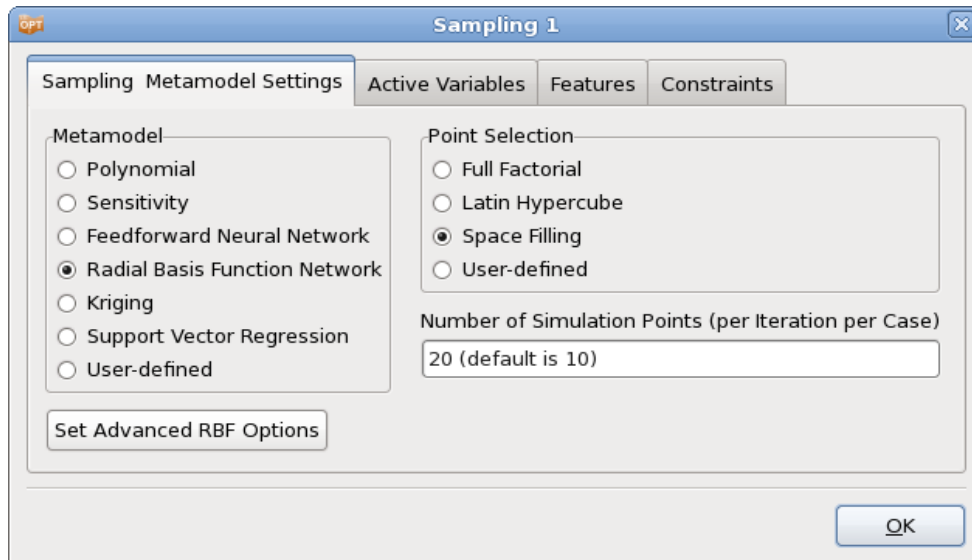 OPT
Sampling 1
Sampling  Metamodel Settings
Active Variables
Features
Constraints
Metamodel
Polynomial
Sensitivity
Feedforward Neural Network
Radial Basis Function Network
Kriging
Support Vector Regression
User-defined
Set Advanced RBF Options
Point Selection
Full Factorial
Latin Hypercube
Space Filling
User-defined
Number of Simulation Points (per Iteration per Case)
20 (default is 10)
OK